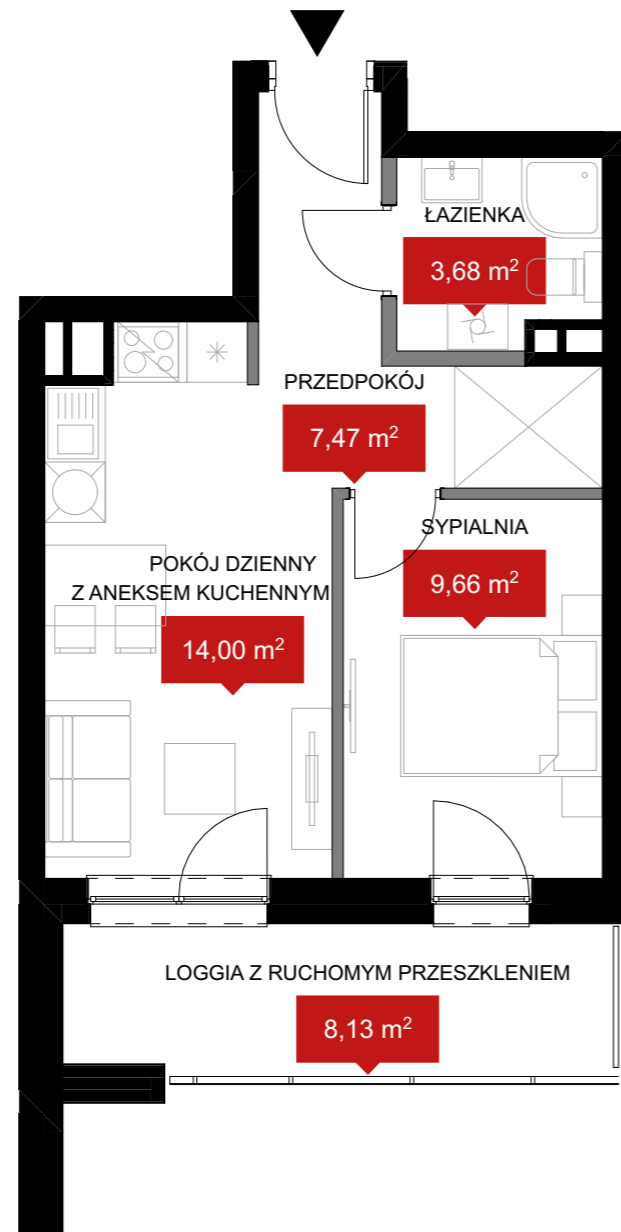 ŁAZIENKA
3,68 m²
PRZEDPOKÓJ
7,47 m²
SYPIALNIA
9,66 m²
POKÓJ DZIENNY
Z ANEKSEM KUCHENNYM
14,00 m²
LOGGIA Z RUCHOMYM PRZESZKLENIEM
8,13 m²